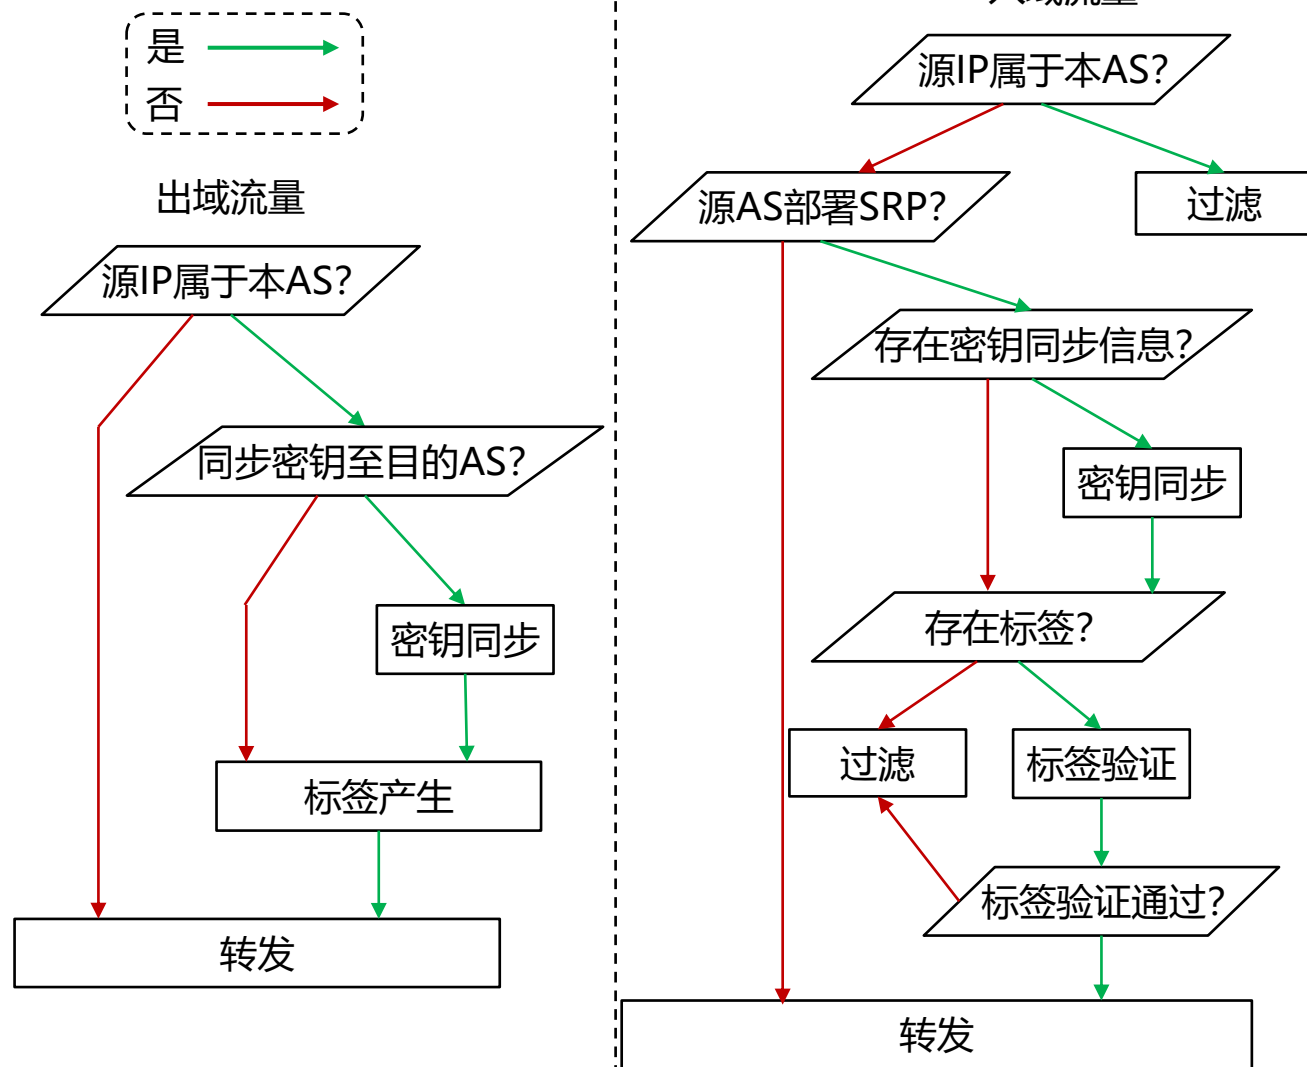 是
否
出域流量
源IP属于本AS?
同步密钥至目的AS?
密钥同步
标签产生
转发
源IP属于本AS?
过滤
源AS部署SRP?
存在密钥同步信息?
密钥同步
存在标签?
过滤
标签验证
标签验证通过?
转发